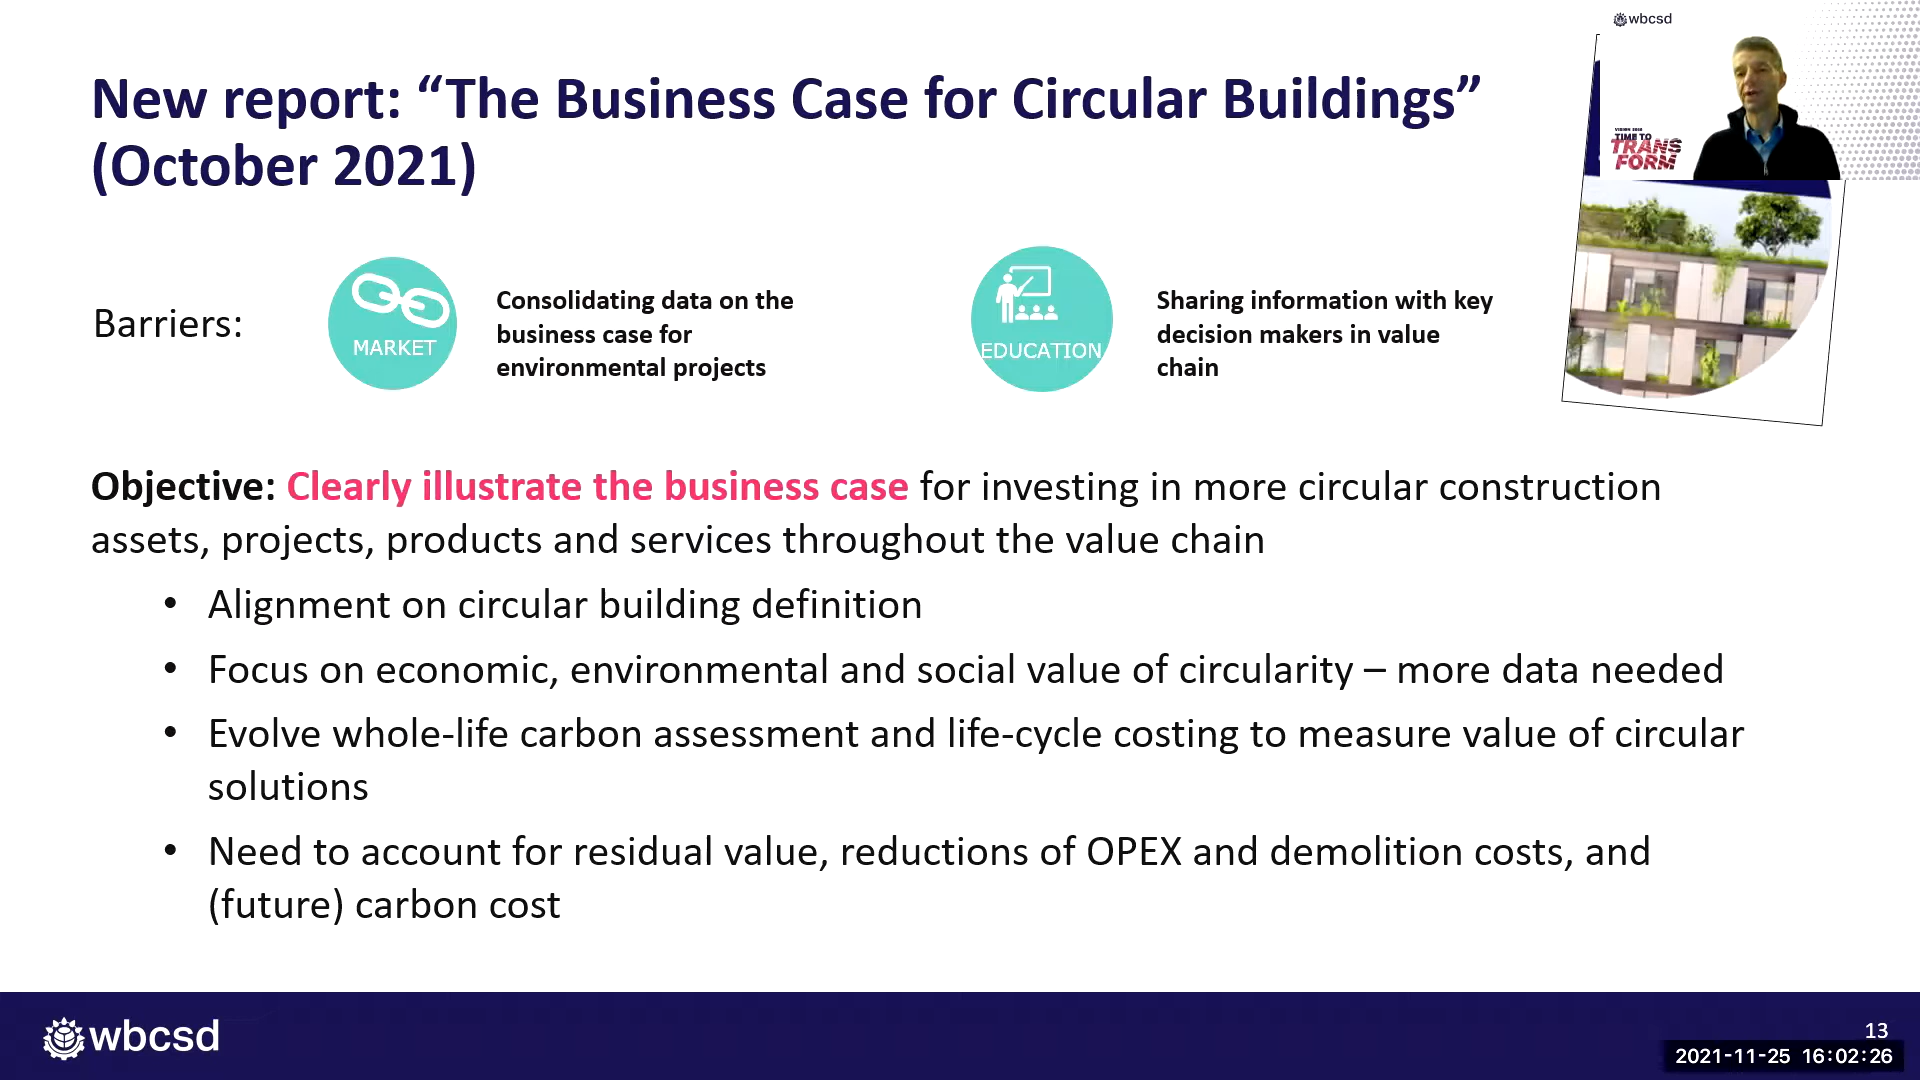 wbcsd
New report: “The Business Case for Circular Buildings”
(October 2021)
VISION 2050
TIME TO
TRANS
FORM
Barriers:
MARKET
Consolidating data on the
business case for
environmental projects
EDUCATION
Sharing information with key
decision makers in value
chain
Objective: Clearly illustrate the business case for investing in more circular construction
assets, projects, products and services throughout the value chain
• Alignment on circular building definition
• Focus on economic, environmental and social value of circularity – more data needed
• Evolve whole-life carbon assessment and life-cycle costing to measure value of circular
solutions
• Need to account for residual value, reductions of OPEX and demolition costs, and
(future) carbon cost
wbcsd
13
2021-11-25 16:02:26